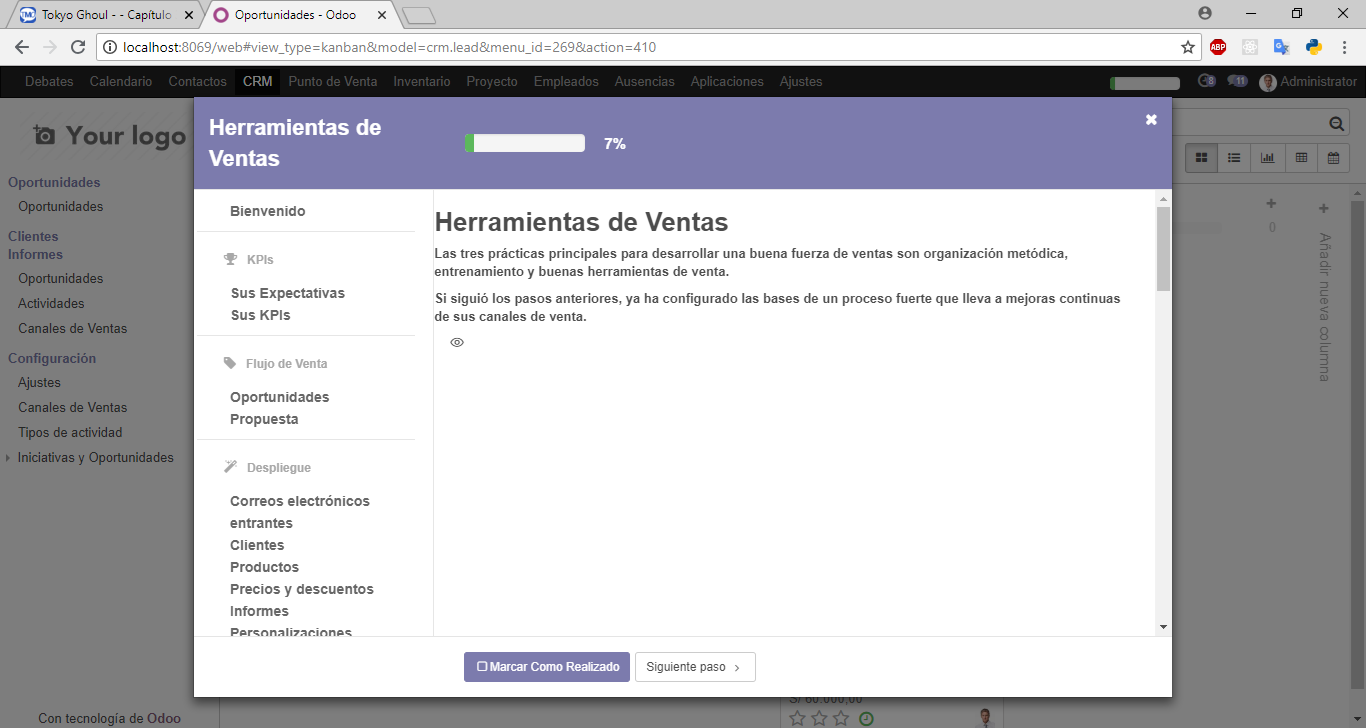 Tokyo Ghoul - - Capítulo
Oportunidades - Odoo
localhost:8069/web#view_type=kanban&model=crm.lead&menu_id=269&action=410
ABP
Debates Calendario Contactos CRM Punto de Venta Inventario Proyecto Empleados Ausencias Aplicaciones Ajustes
8 11 Administrator
Your logo
Oportunidades
Oportunidades
Clientes
Informes
Oportunidades
Actividades
Canales de Ventas
Configuración
Ajustes
Canales de Ventas
Tipos de actividad
Iniciativas y Oportunidades
Con tecnología de Odoo
Herramientas de
Ventas
7%
Bienvenido
KPIs
Sus Expectativas
Sus KPIs
Flujo de Venta
Oportunidades
Propuesta
Despliegue
Correos electrónicos
entrantes
Clientes
Productos
Precios y descuentos
Informes
Personalizaciones
Herramientas de Ventas
Las tres prácticas principales para desarrollar una buena fuerza de ventas son organización metódica,
entrenamiento y buenas herramientas de venta.
Si siguió los pasos anteriores, ya ha configurado las bases de un proceso fuerte que lleva a mejoras continuas
de sus canales de venta.
Marcar Como Realizado
Siguiente paso
0
Añadir nueva columna
S/ 60.000,00